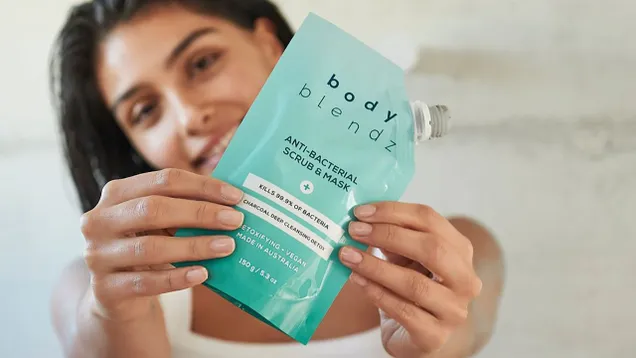 body
blendz
ANTI-BACTERIAL
SCRUB & MASK
KILLS 99.9% OF BACTERIA
CHARCOAL DEEP CLEANSING DETOX
DETOXIFYING • VEGAN
MADE IN AUSTRALIA
150g / 5.3 oz